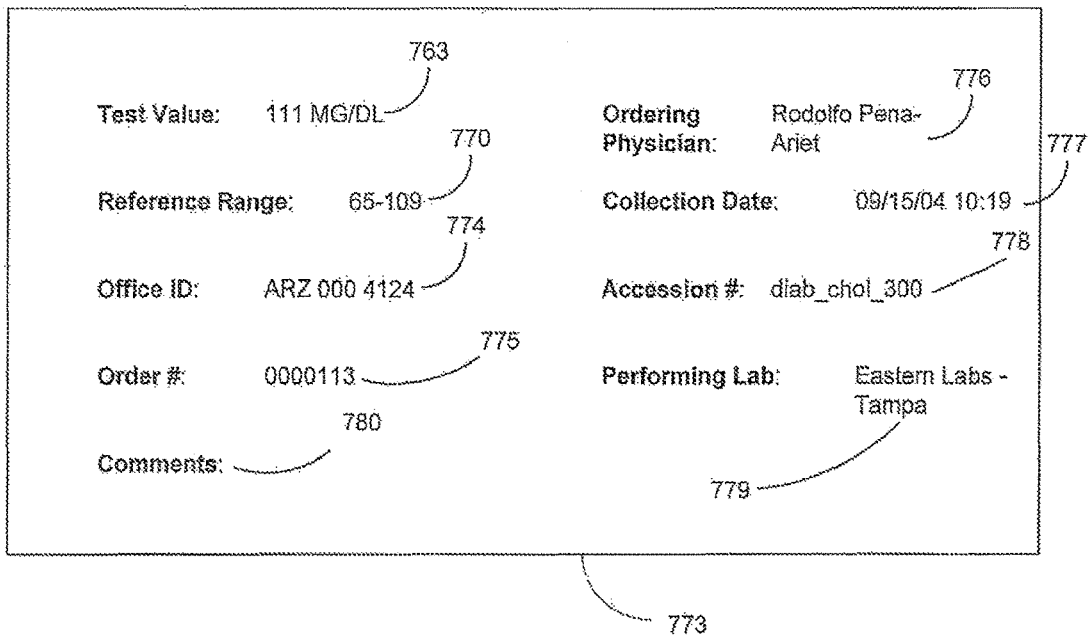 763
776
Test Value: 111 MG/DL
Ordering Physician: Rodolfo Pena-
Ariet
770
777
Reference Range: 65-109
Collection Date: 09/15/04 10:19
774
778
Office ID: ARZ 000 4124
Accession #: diab_chol_300
775
Order #: 0000113
Performing Lab: Eastern Labs -
Tampa
780
Comments:
779
773